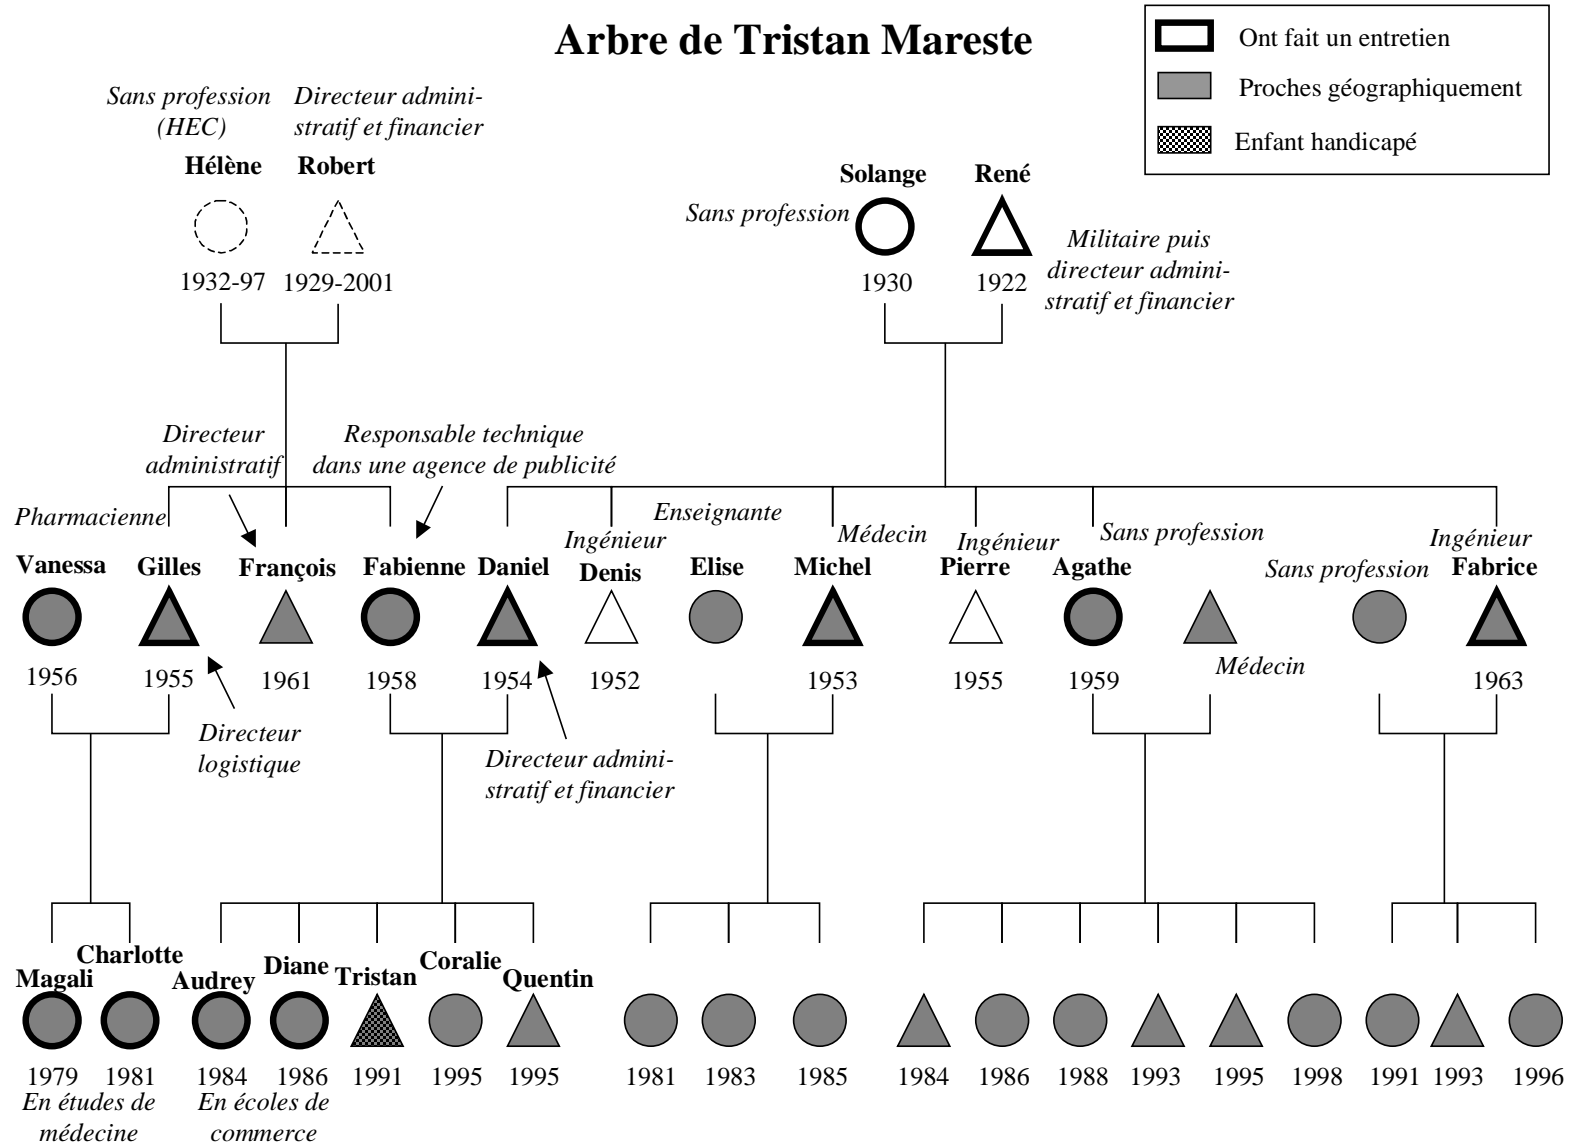 Arbre de Tristan Mareste
Ont fait un entretien
Proches géographiquement
Enfant handicapé
Sans profession
(HEC)
Directeur admini-
stratif et financier
Hélène
Robert
1932-97
1929-2001
Solange
René
Sans profession
Militaire puis
directeur admini-
stratif et financier
1930
1922
Directeur
administratif
Responsable technique
dans une agence de publicité
Pharmacienne
Enseignante
Ingénieur
Médecin
Ingénieur
Sans profession
Sans profession
Ingénieur
Vanessa
Gilles
François
Fabienne
Daniel
Denis
Elise
Michel
Pierre
Agathe
Fabrice
1956
1955
1961
1958
1954
1952
1953
1955
1959
Médecin
1963
Directeur
logistique
Directeur admini-
stratif et financier
Magali
Charlotte
Audrey
Diane
Tristan
Coralie
Quentin
1979
1981
1984
1986
1991
1995
1995
1981
1983
1985
1984
1986
1988
1993
1995
1998
1991
1993
1996
En études de
médecine
En écoles de
commerce